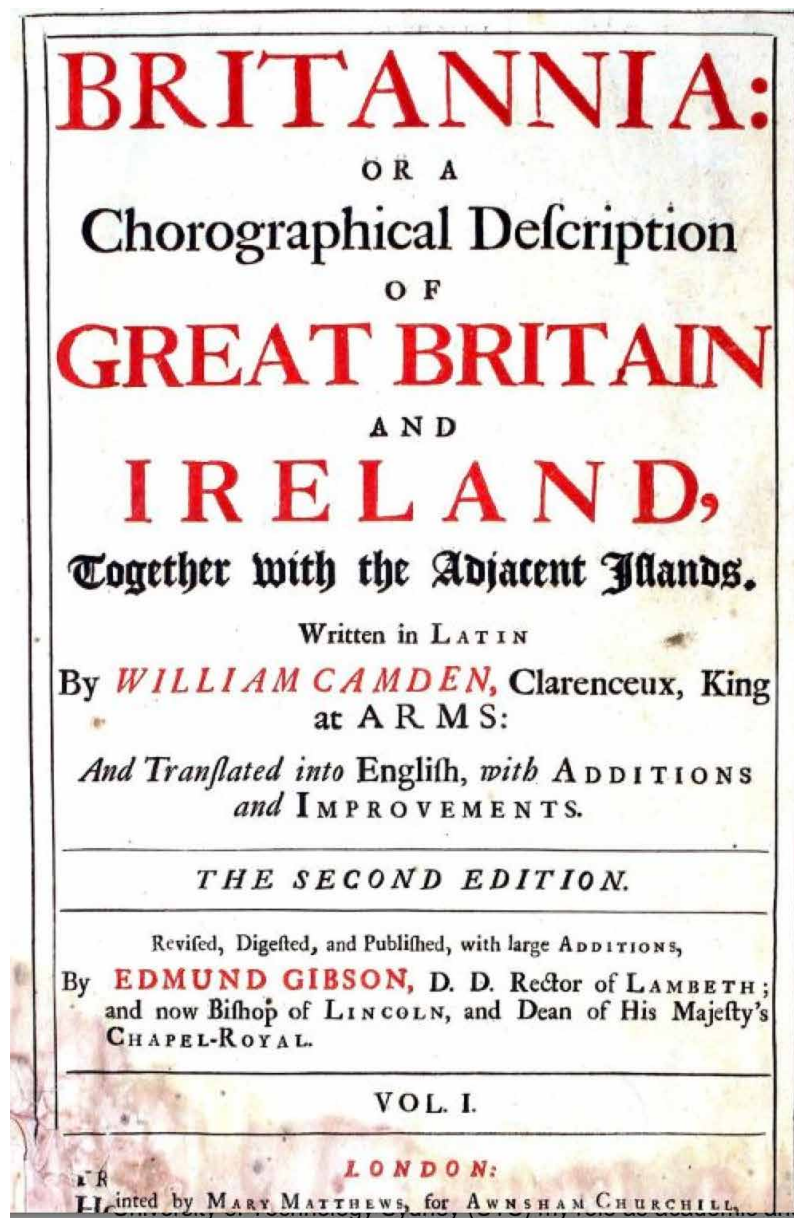 BRITANNIA:
OR A
Chorographical Deſcription
OF
GREAT BRITAIN
AND
IRELAND,
Together with the Adjacent Iſlands.
Written in LATIN
By WILLIAM CAMDEN, Clarenceux, King
at ARMS:
And Tranſlated into Engliſh, with ADDITIONS
and IMPROVEMENTS.
THE SECOND EDITION.
Reviſed, Digeſted, and Publiſhed, with large ADDITIONS,
By EDMUND GIBSON, D. D. Rector of LAMBETH;
and now Biſhop of LINCOLN, and Dean of His Majeſty's
CHAPEL-ROYAL.
VOL. I.
LONDON:
inted by MARY MATTHEWS, for AWNSHAM CHURCHILL,